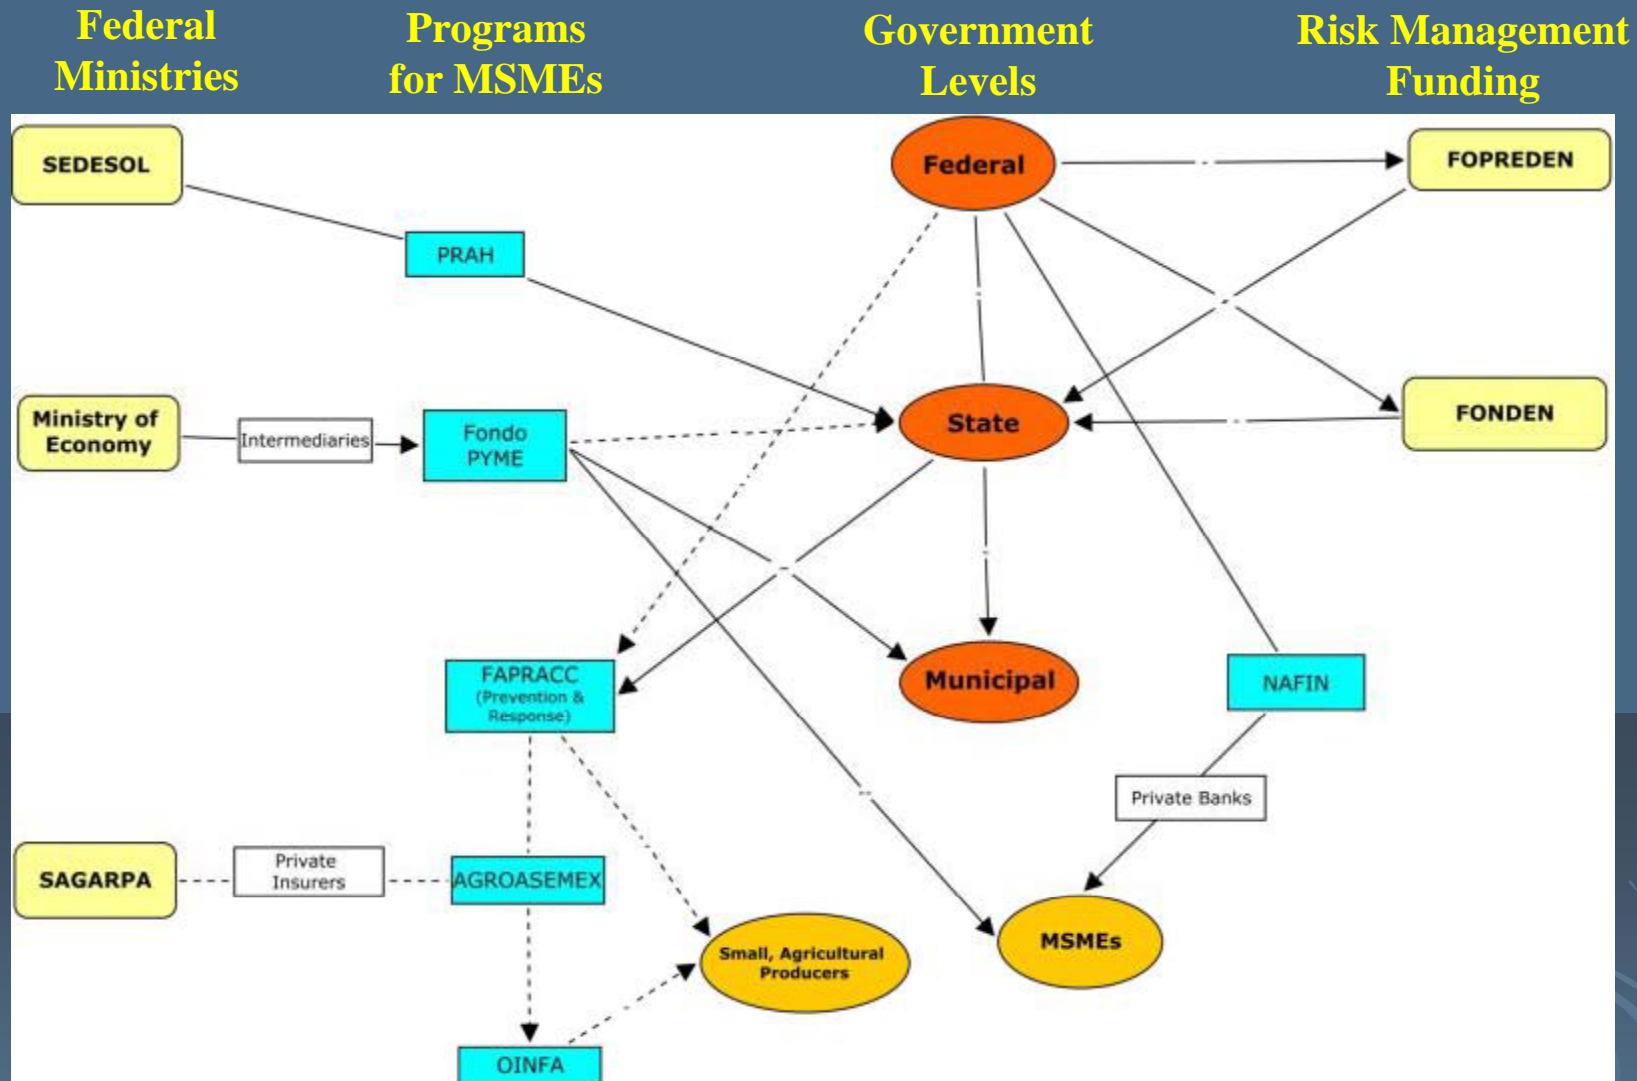 Federal
Ministries
Programs
for MSMEs
Government
Levels
Risk Management
Funding
SEDESOL
Federal
FOPREDEN
PRAH
Ministry of
Economy
Intermediaries
Fondo
PYME
State
FONDEN
FAPRACC
(Prevention &
Response)
Municipal
NAFIN
Private Banks
SAGARPA
Private
Insurers
AGROASEMEX
Small, Agricultural
Producers
MSMEs
OINFA